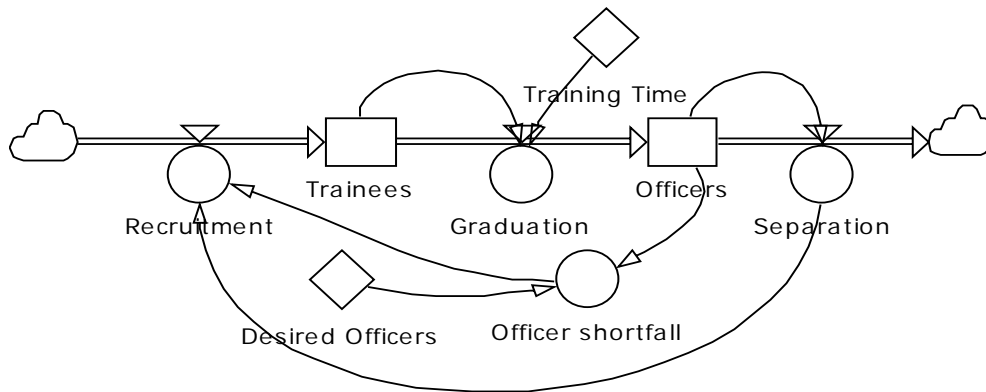 Training Time
Trainees
Officers
Recruitment
Graduation
Separation
Desired Officers
Officer shortfall